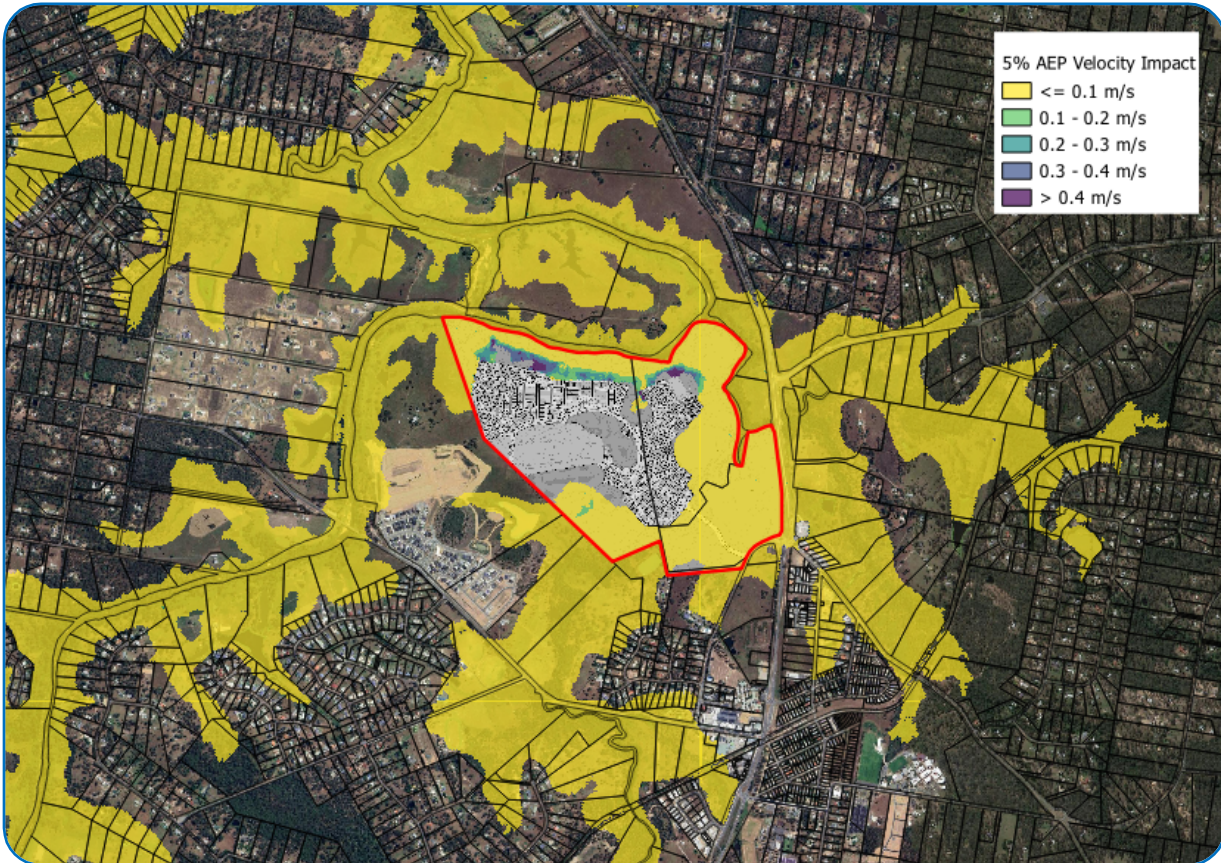 5% AEP Velocity Impact
<= 0.1 m/s
0.1 - 0.2 m/s
0.2 - 0.3 m/s
0.3 - 0.4 m/s
> 0.4 m/s